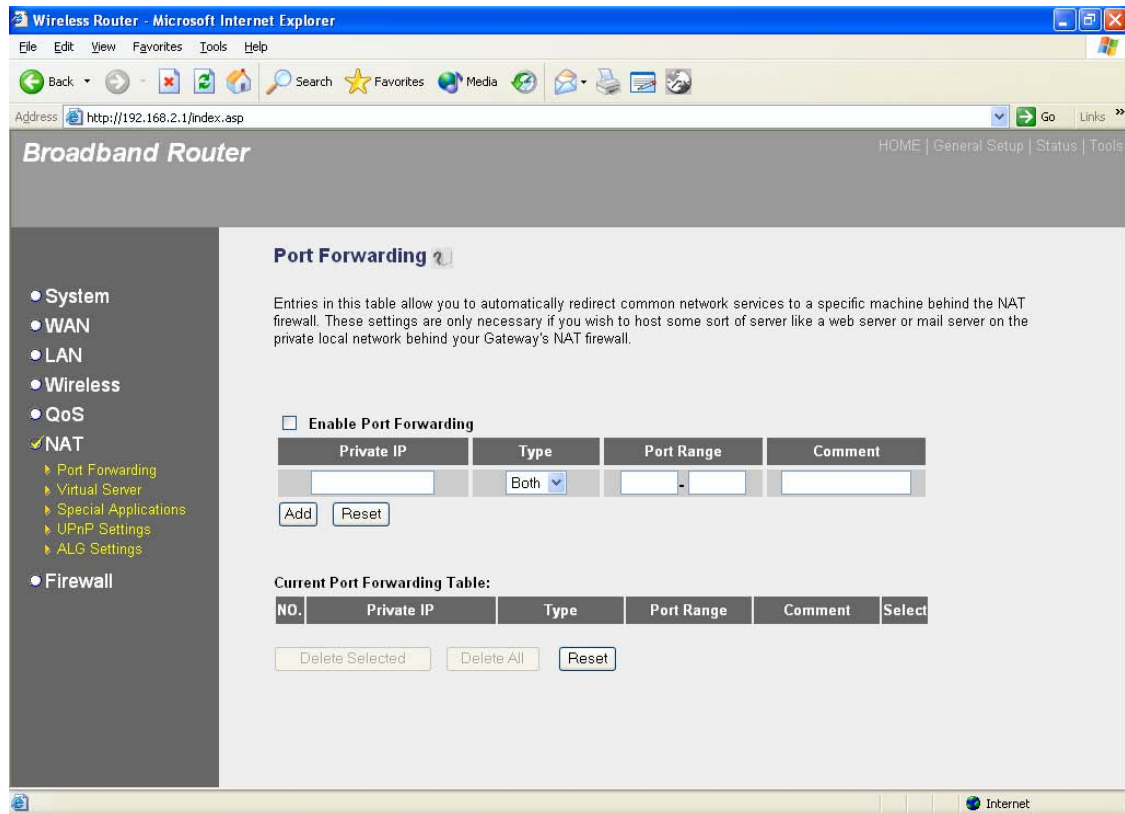 Wireless Router - Microsoft Internet Explorer
File Edit View Favorites Tools Help
Back Search Favorites Media
Address http://192.168.2.1/index.asp Go Links »
Broadband Router
HOME | General Setup | Status | Tools
System
WAN
LAN
Wireless
QoS
NAT
Port Forwarding
Virtual Server
Special Applications
UPnP Settings
ALG Settings
Firewall
Port Forwarding
Entries in this table allow you to automatically redirect common network services to a specific machine behind the NAT
firewall. These settings are only necessary if you wish to host some sort of server like a web server or mail server on the
private local network behind your Gateway's NAT firewall.
Enable Port Forwarding
Private IP Type Port Range Comment
Both -
Add Reset
Current Port Forwarding Table:
NO. Private IP Type Port Range Comment Select
Delete Selected Delete All Reset
Internet